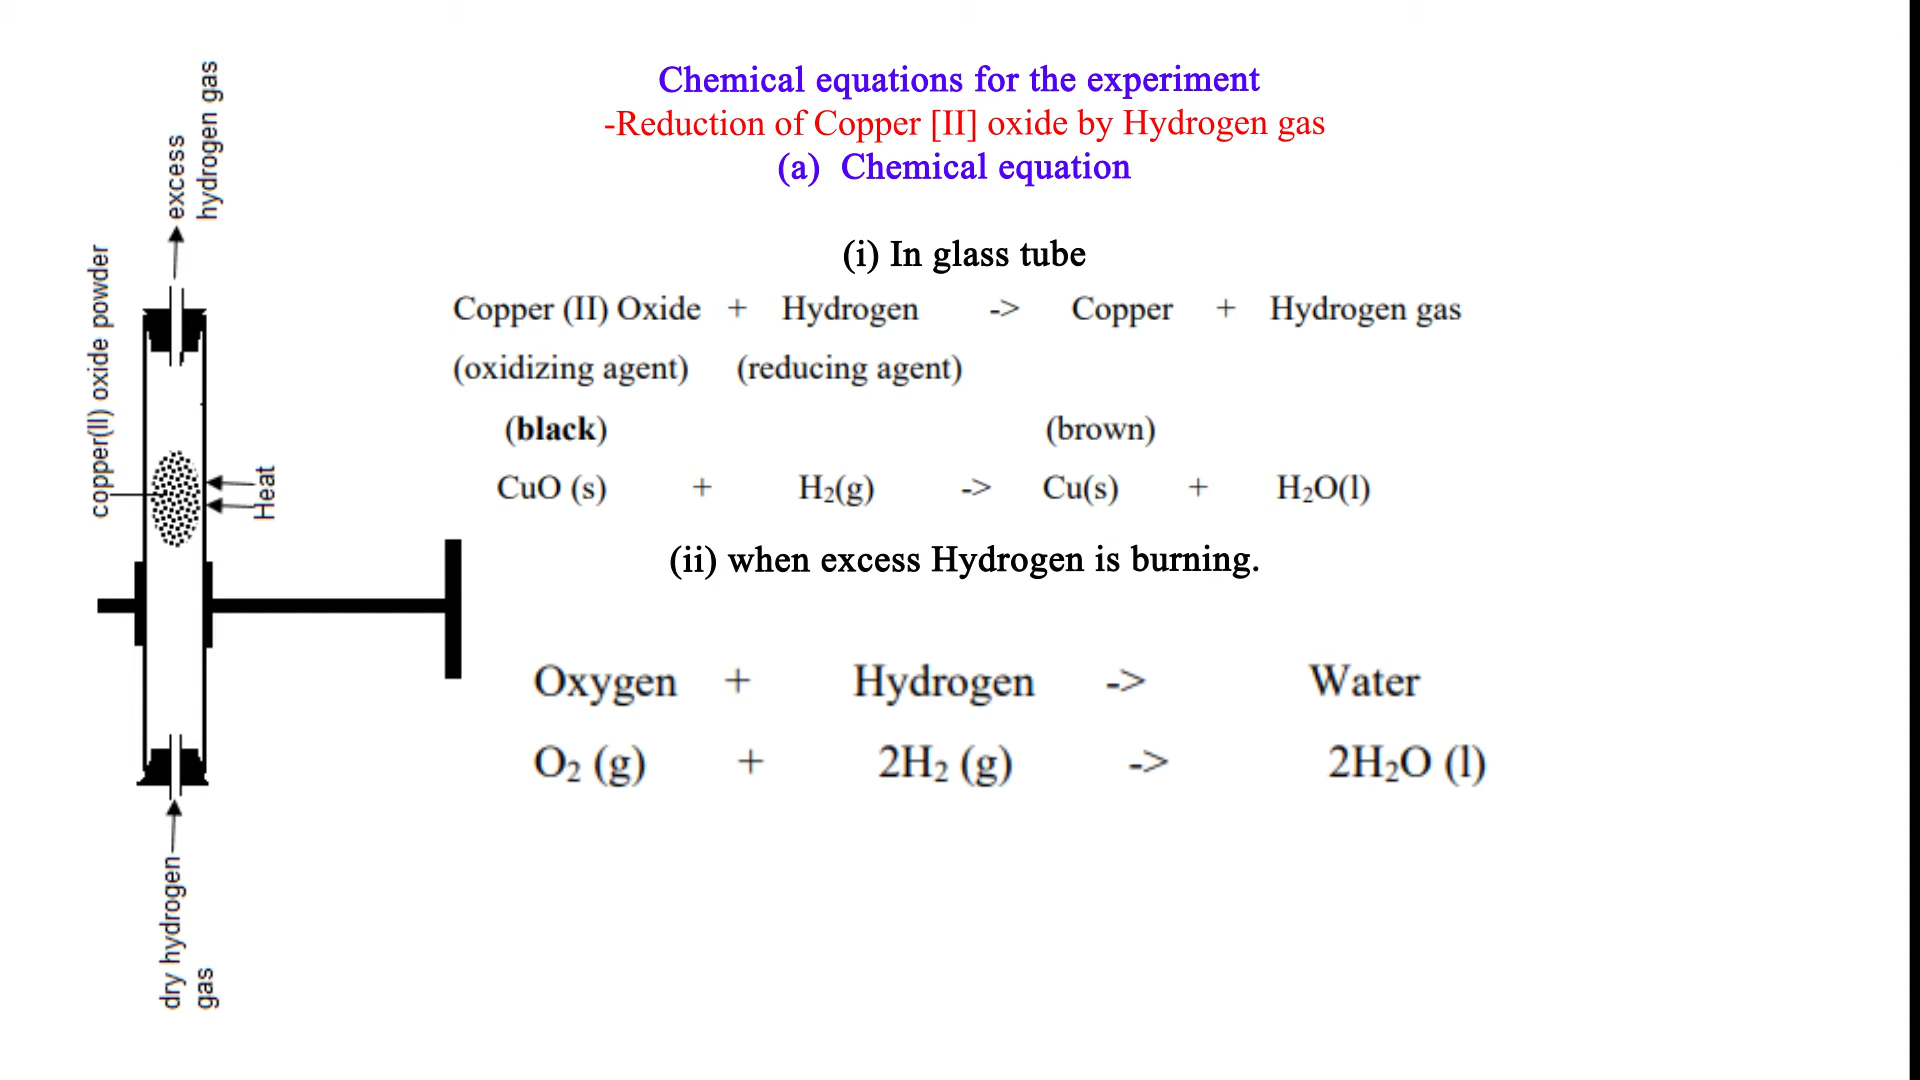 Chemical equations for the experiment
-Reduction of Copper [II] oxide by Hydrogen gas
(a) Chemical equation
(i) In glass tube
Copper (II) Oxide + Hydrogen -> Copper + Hydrogen gas
(oxidizing agent) (reducing agent)
(black) (brown)
CuO (s) + H₂(g) -> Cu(s) + H₂O(l)
(ii) when excess Hydrogen is burning.
Oxygen + Hydrogen -> Water
O₂ (g) + 2H₂ (g) -> 2H₂O (l)
excess
hydrogen gas
copper(II) oxide powder
Heat
dry hydrogen
gas